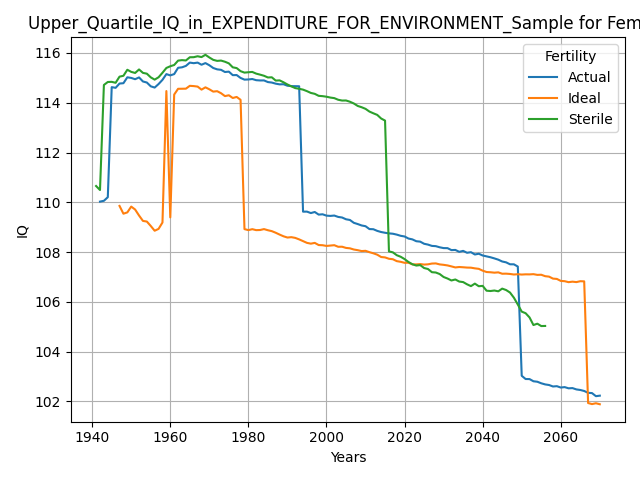 Upper_Quartile_IQ_in_EXPENDITURE_FOR_ENVIRONMENT_Sample for Fem
116
114
112
110
108
106
104
102
IQ
Fertility
Actual
Ideal
Sterile
1940 1960 1980 2000 2020 2040 2060
Years